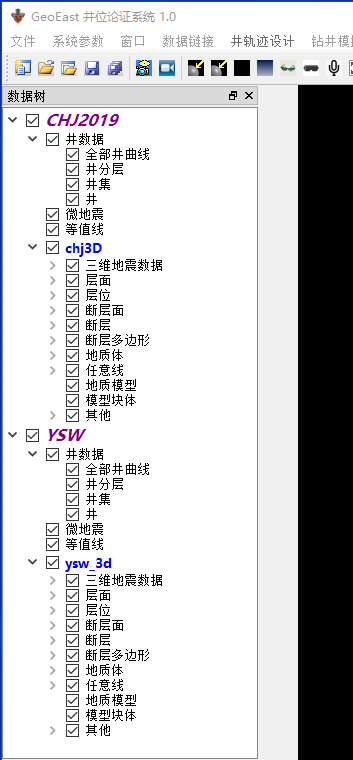 GeoEast 井位论证系统 1.0
文件 系统参数 窗口 数据链接 井轨迹设计 钻井模
数据树
CHJ2019
井数据
全部井曲线
井分层
井集
井
微地震
等值线
chj3D
三维地震数据
层面
层位
断层面
断层
断层多边形
地质体
任意线
地质模型
模型块体
其他
YSW
井数据
全部井曲线
井分层
井集
井
微地震
等值线
ysw_3d
三维地震数据
层面
层位
断层面
断层
断层多边形
地质体
任意线
地质模型
模型块体
其他